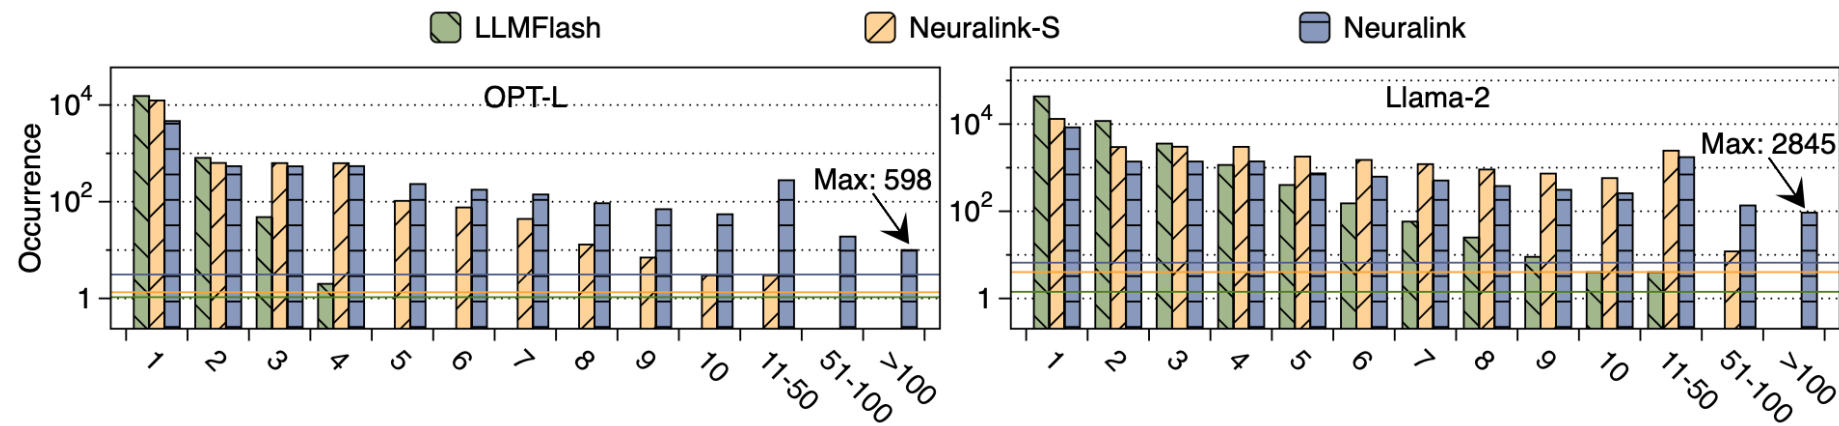 LLMFlash Neuralink-S Neuralink
OPT-L
Occurrence
10^4
10^2
1
Max: 598
1 2 3 4 5 6 7 8 9 10 11-50 51-100 >100
Llama-2
10^4
10^2
1
Max: 2845
1 2 3 4 5 6 7 8 9 10 11-50 51-100 >100